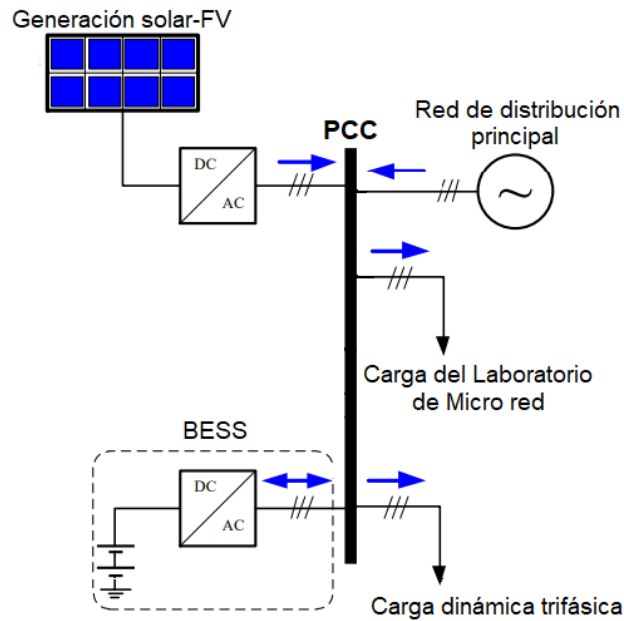 Generación solar-FV
PCC
Red de distribución
principal
DC
AC
Carga del Laboratorio
de Micro red
BESS
DC
AC
Carga dinámica trifásica